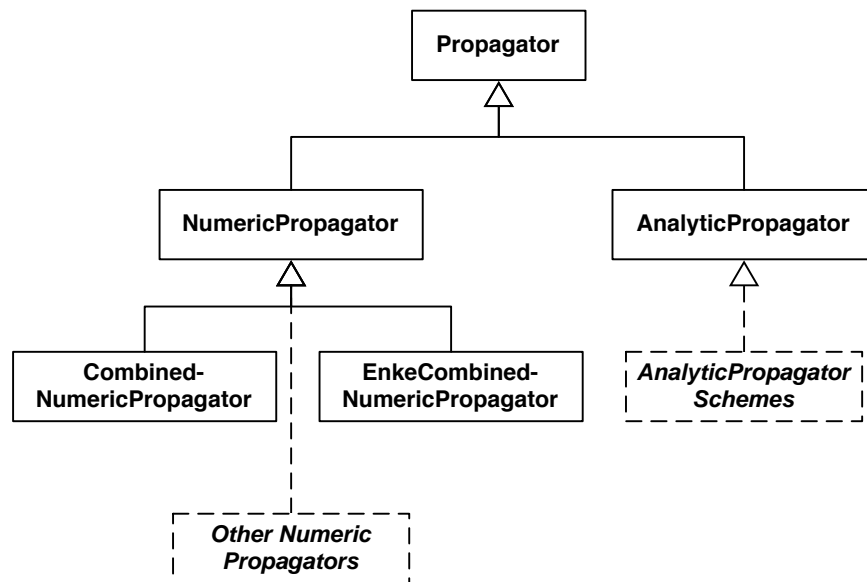 Propagator
NumericPropagator
AnalyticPropagator
Combined-
NumericPropagator
EnkeCombined-
NumericPropagator
AnalyticPropagator
Schemes
Other Numeric
Propagators